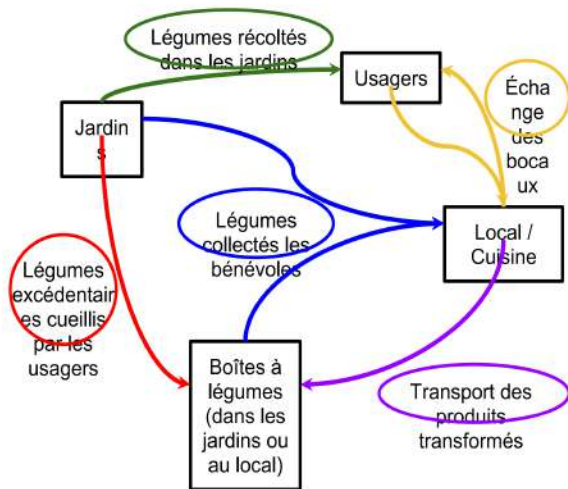 Légumes récoltés
dans les jardins
Usagers
Écha
nge
des
boca
ux
Jardin
s
Légumes
collectés les
bénévoles
Local /
Cuisine
Légumes
excédentair
es cueillis
par les
usagers
Boîtes à
légumes
(dans les
jardins ou
au local)
Transport des
produits
transformés